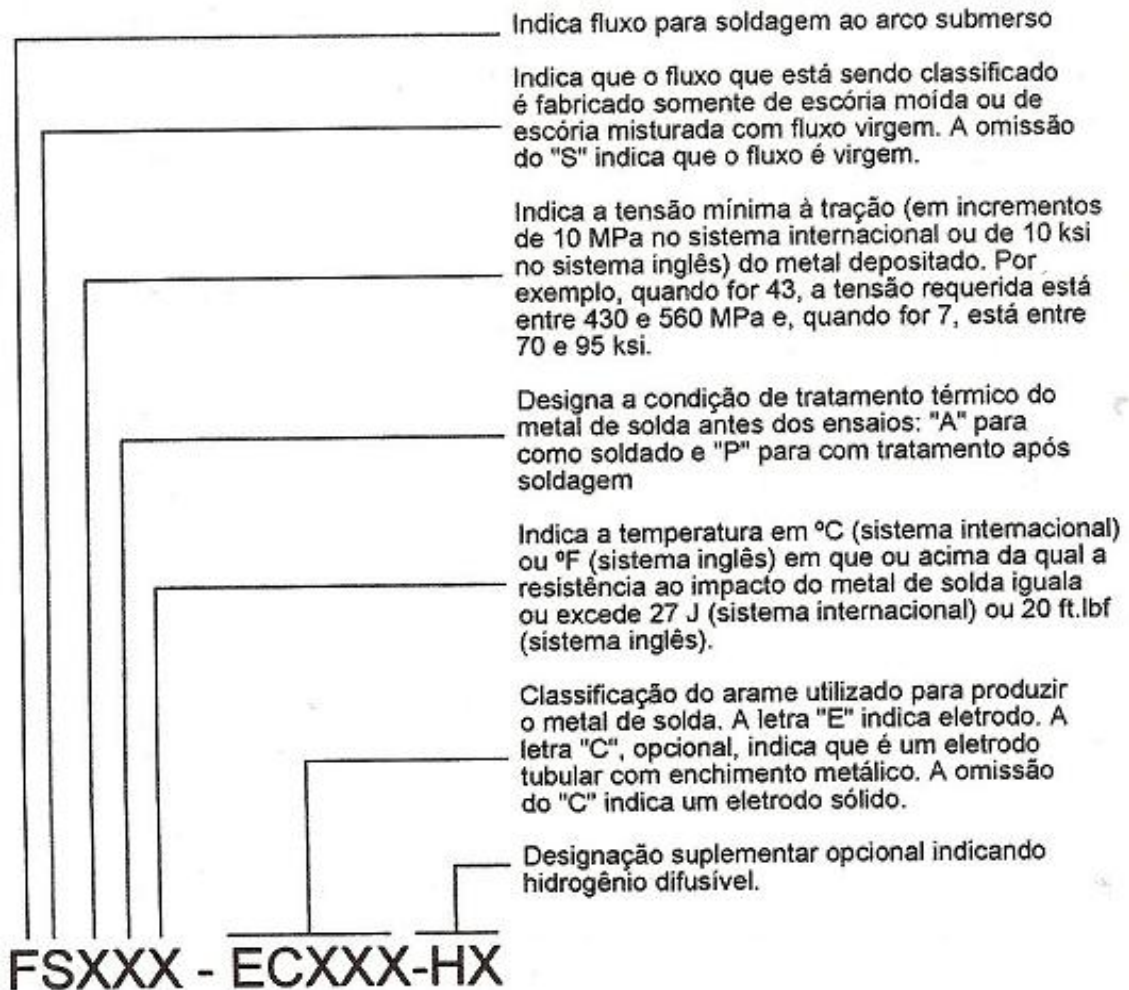 Indica fluxo para soldagem ao arco submerso
Indica que o fluxo que está sendo classificado
é fabricado somente de escória moída ou de
escória misturada com fluxo virgem. A omissão
do "S" indica que o fluxo é virgem.
Indica a tensão mínima à tração (em incrementos
de 10 MPa no sistema internacional ou de 10 ksi
no sistema inglês) do metal depositado. Por
exemplo, quando for 43, a tensão requerida está
entre 430 e 560 MPa e, quando for 7, está entre
70 e 95 ksi.
Designa a condição de tratamento térmico do
metal de solda antes dos ensaios: "A" para
como soldado e "P" para com tratamento após
soldagem
Indica a temperatura em ºC (sistema internacional)
ou ºF (sistema inglês) em que ou acima da qual a
resistência ao impacto do metal de solda iguala
ou excede 27 J (sistema internacional) ou 20 ft.lbf
(sistema inglês).
Classificação do arame utilizado para produzir
o metal de solda. A letra "E" indica eletrodo. A
letra "C", opcional, indica que é um eletrodo
tubular com enchimento metálico. A omissão
do "C" indica um eletrodo sólido.
Designação suplementar opcional indicando
hidrogênio difusível.
FSXXX - ECXXX-HX